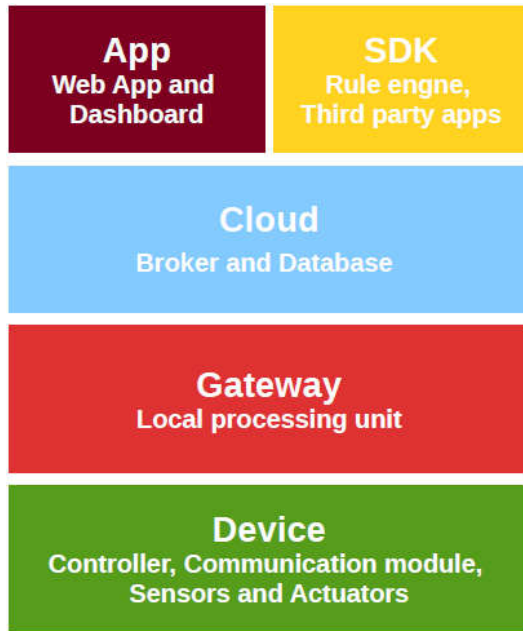 App
Web App and
Dashboard
SDK
Rule engne,
Third party apps
Cloud
Broker and Database
Gateway
Local processing unit
Device
Controller, Communication module,
Sensors and Actuators